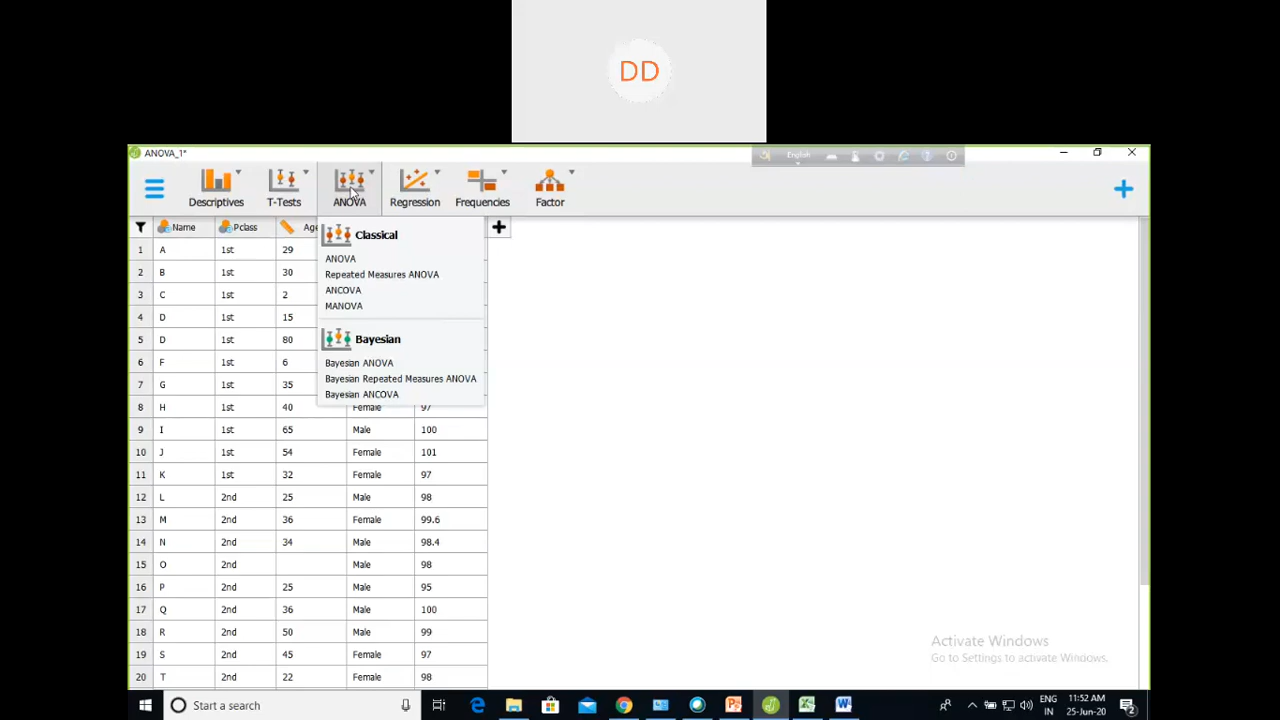 DD
ANOVA_1*
English
Descriptives T-Tests ANOVA Regression Frequencies Factor
Name Pclass Age
Classical
ANOVA
Repeated Measures ANOVA
ANCOVA
MANOVA
Bayesian
Bayesian ANOVA
Bayesian Repeated Measures ANOVA
Bayesian ANCOVA
1 A 1st 29
2 B 1st 30
3 C 1st 2
4 D 1st 15
5 D 1st 80
6 F 1st 6
7 G 1st 35
8 H 1st 40 Female 97
9 I 1st 65 Male 100
10 J 1st 54 Female 101
11 K 1st 32 Female 97
12 L 2nd 25 Male 98
13 M 2nd 36 Female 99.6
14 N 2nd 34 Male 98.4
15 O 2nd Male 98
16 P 2nd 25 Male 95
17 Q 2nd 36 Male 100
18 R 2nd 50 Male 99
19 S 2nd 45 Female 97
20 T 2nd 22 Female 98
Activate Windows
Go to Settings to activate Windows.
Start a search
ENG
IN
11:52 AM
25-Jun-20
2